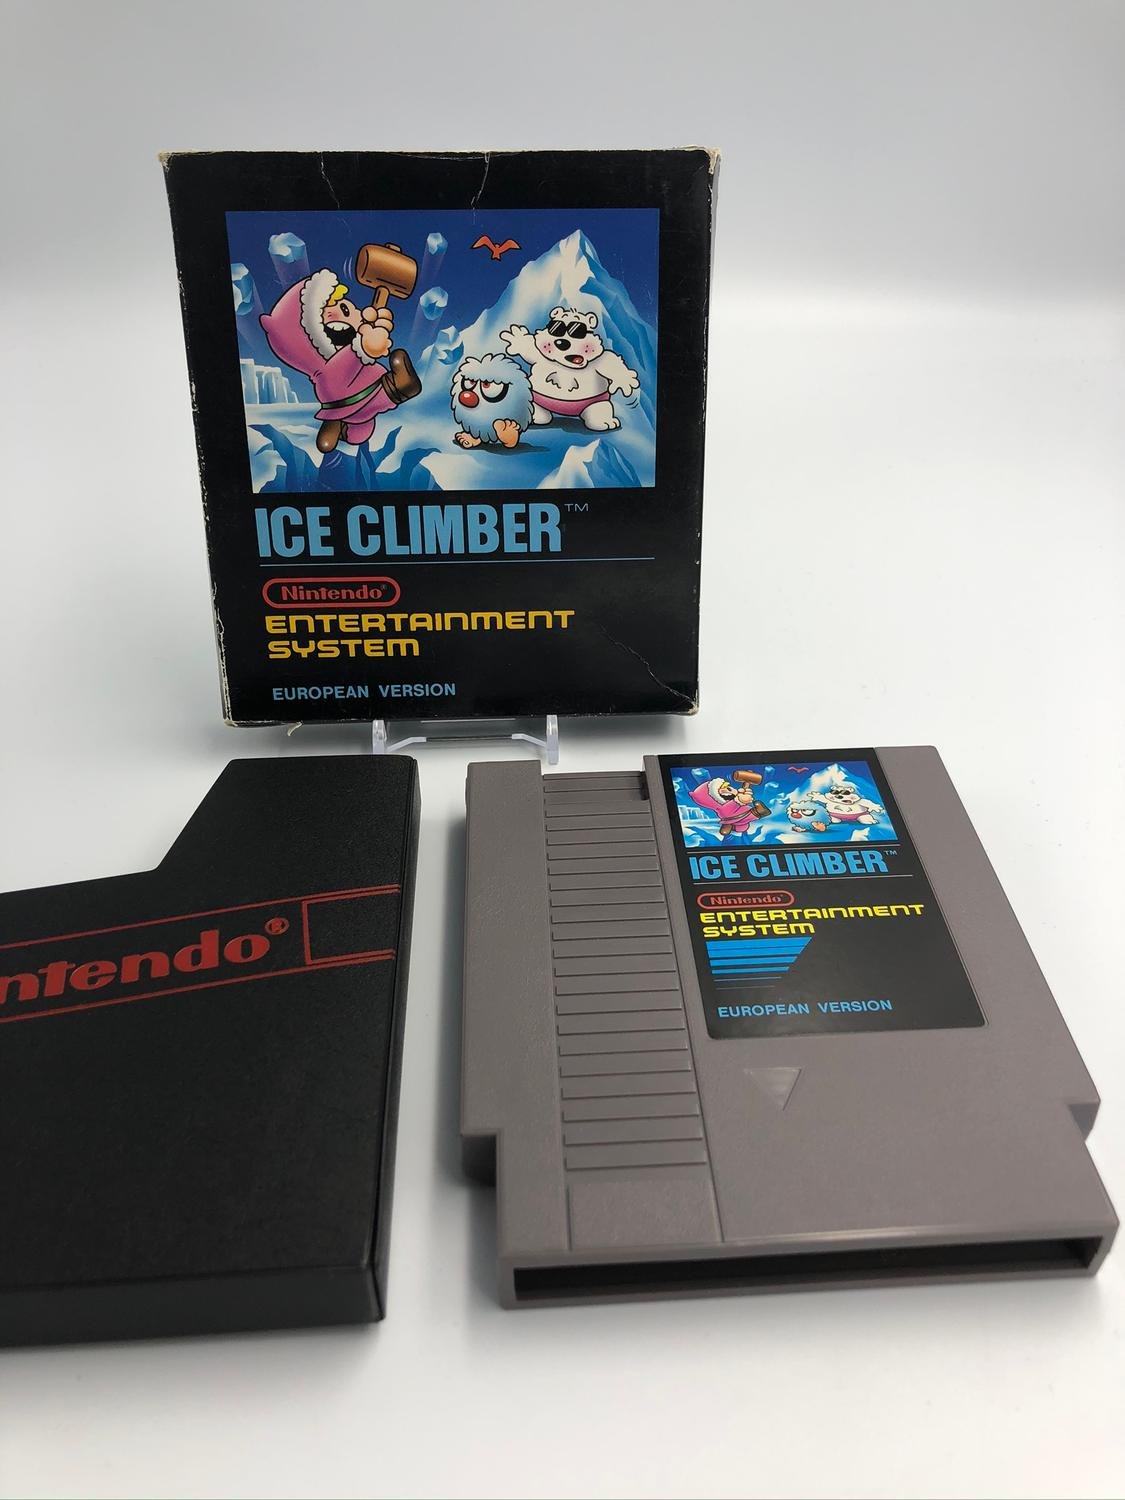 ICE CLIMBER™
Nintendo®
ENTERTAINMENT
SYSTEM
EUROPEAN VERSION
ntendo®
ICE CLIMBER™
Nintendo®
ENTERTAINMENT
SYSTEM
EUROPEAN VERSION